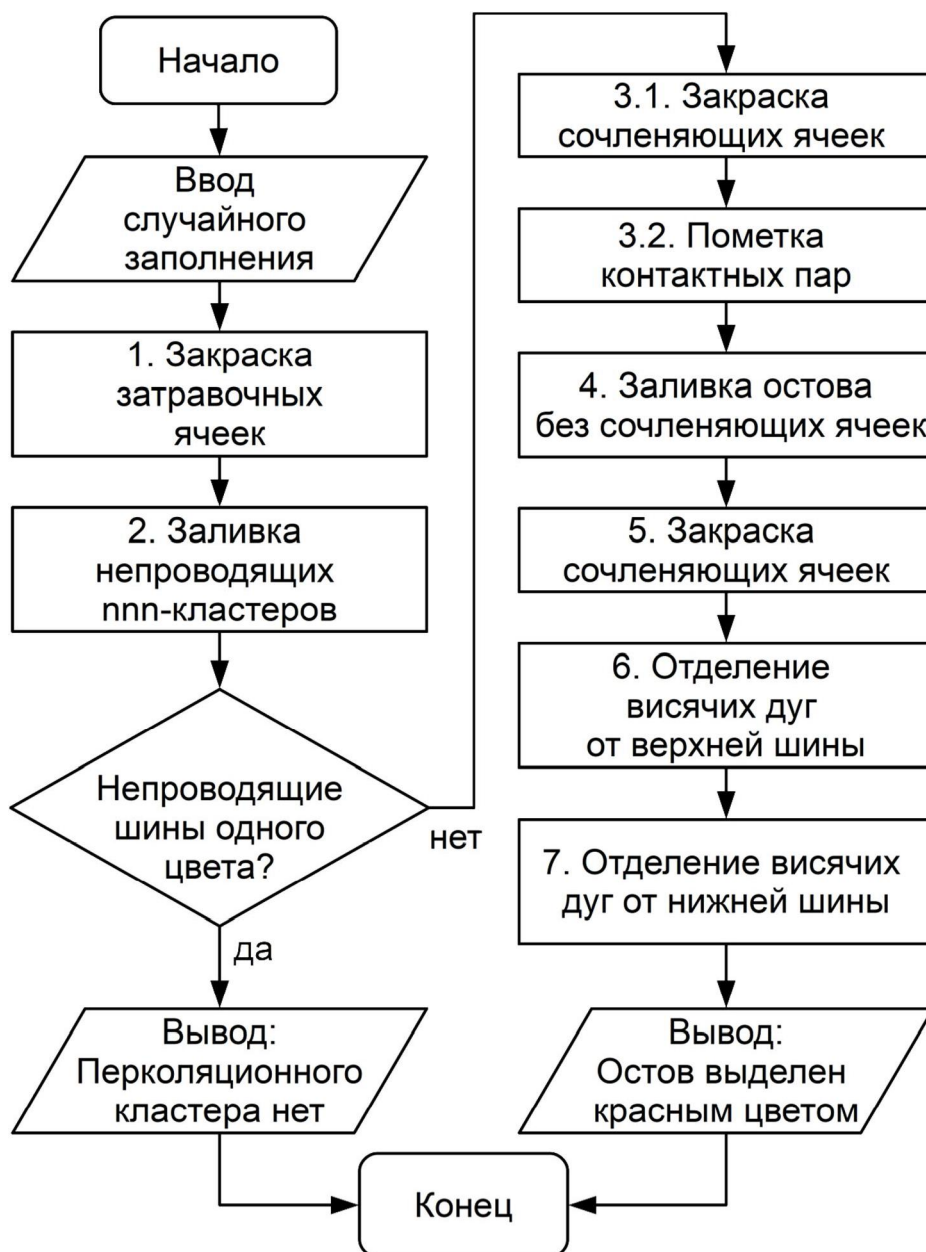 Начало
Ввод
случайного
заполнения
1. Закраска
затравочных
ячеек
2. Заливка
непроводящих
nnn-кластеров
Непроводящие
шины одного
цвета?
нет
да
Вывод:
Перколяционного
кластера нет
3.1. Закраска
сочленяющих ячеек
3.2. Пометка
контактных пар
4. Заливка остова
без сочленяющих ячеек
5. Закраска
сочленяющих ячеек
6. Отделение
висячих дуг
от верхней шины
7. Отделение висячих
дуг от нижней шины
Вывод:
Остов выделен
красным цветом
Конец